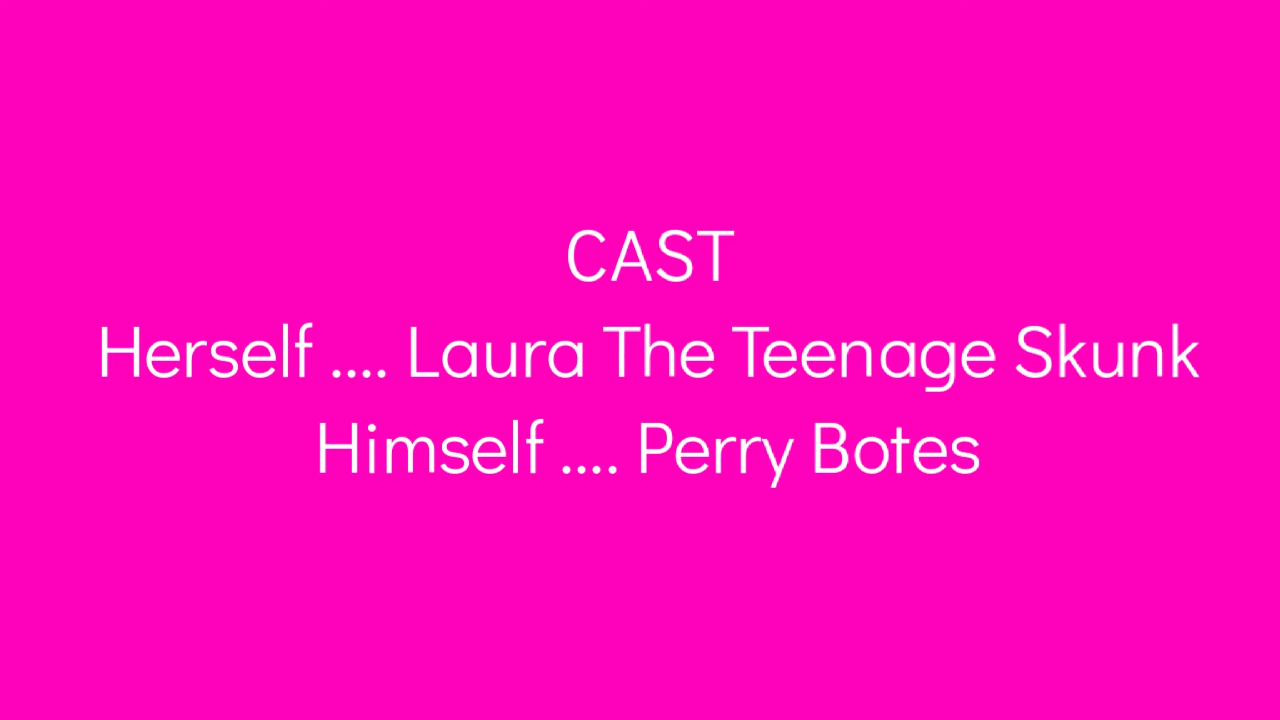 CAST
Herself .... Laura The Teenage Skunk
Himself .... Perry Botes